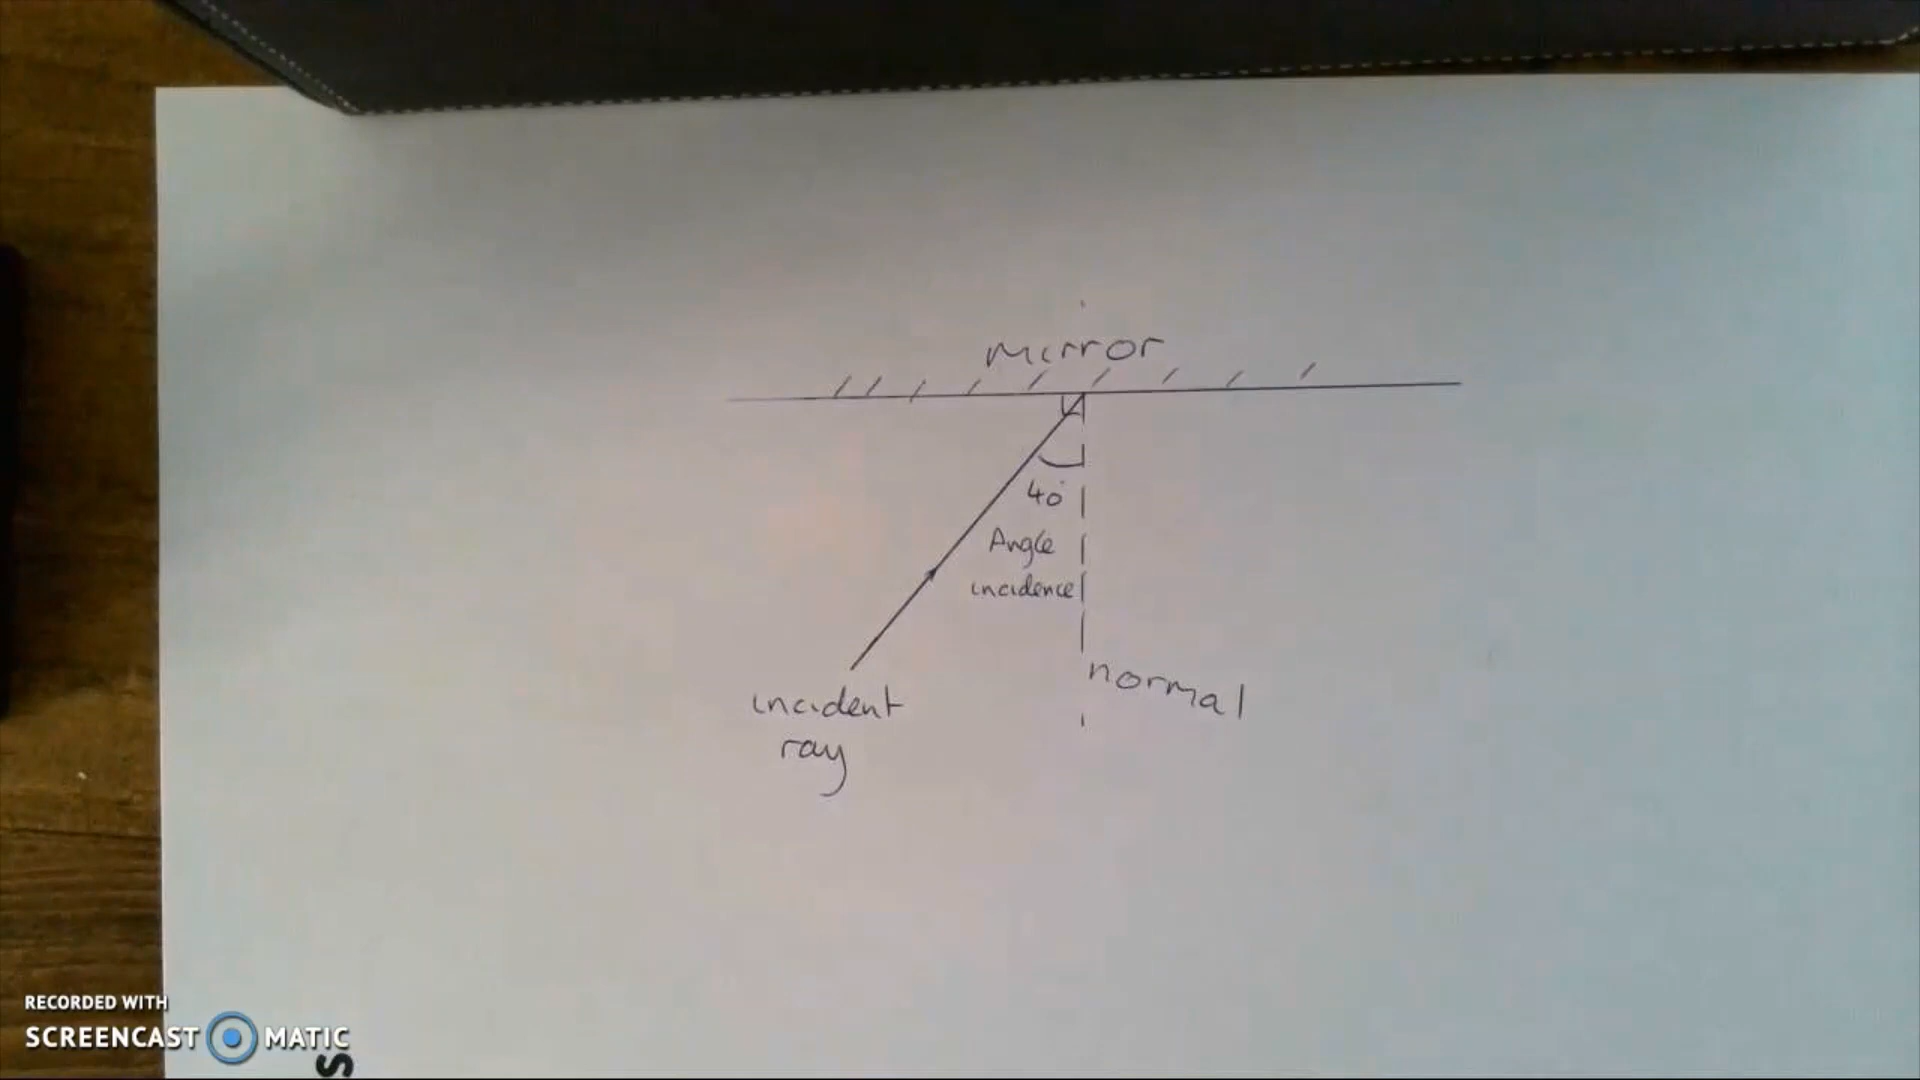 mirror
40°
Angle
incidence
normal
incident
ray
RECORDED WITH
SCREENCAST MATIC
S